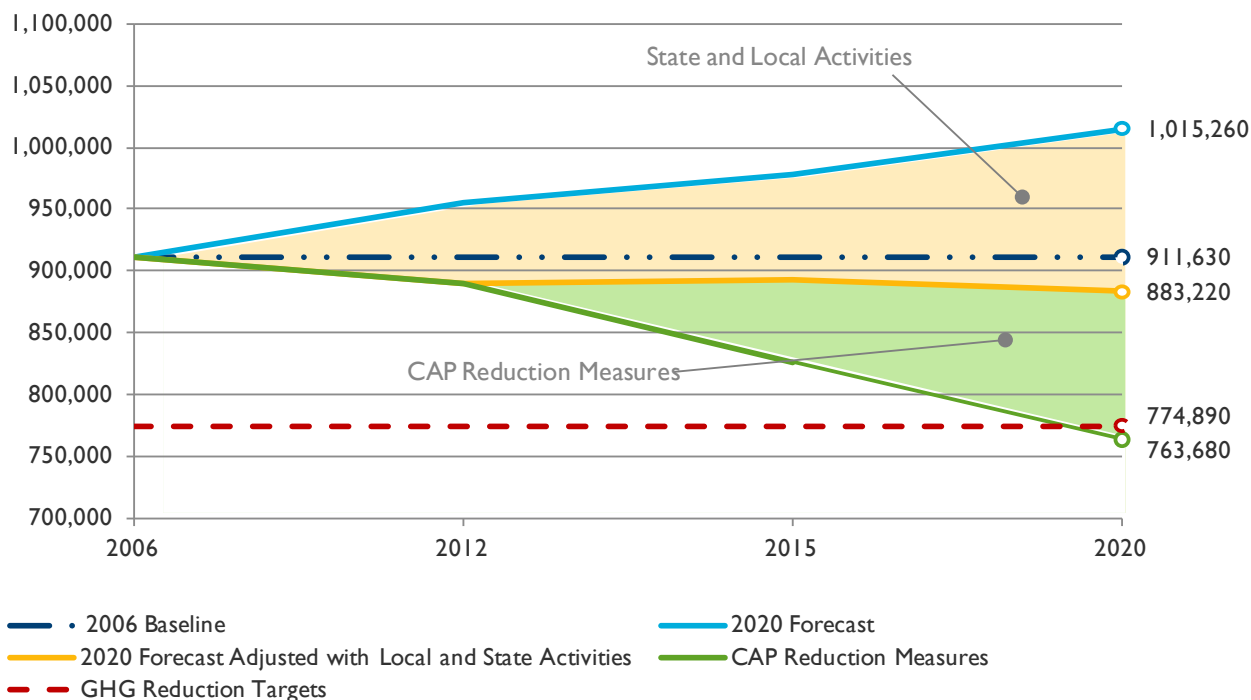 1,100,000
State and Local Activities
1,050,000
1,015,260
1,000,000
950,000
911,630
900,000
883,220
850,000
CAP Reduction Measures
800,000
774,890
763,680
750,000
700,000
2006 2012 2015 2020
2006 Baseline 2020 Forecast
2020 Forecast Adjusted with Local and State Activities CAP Reduction Measures
GHG Reduction Targets